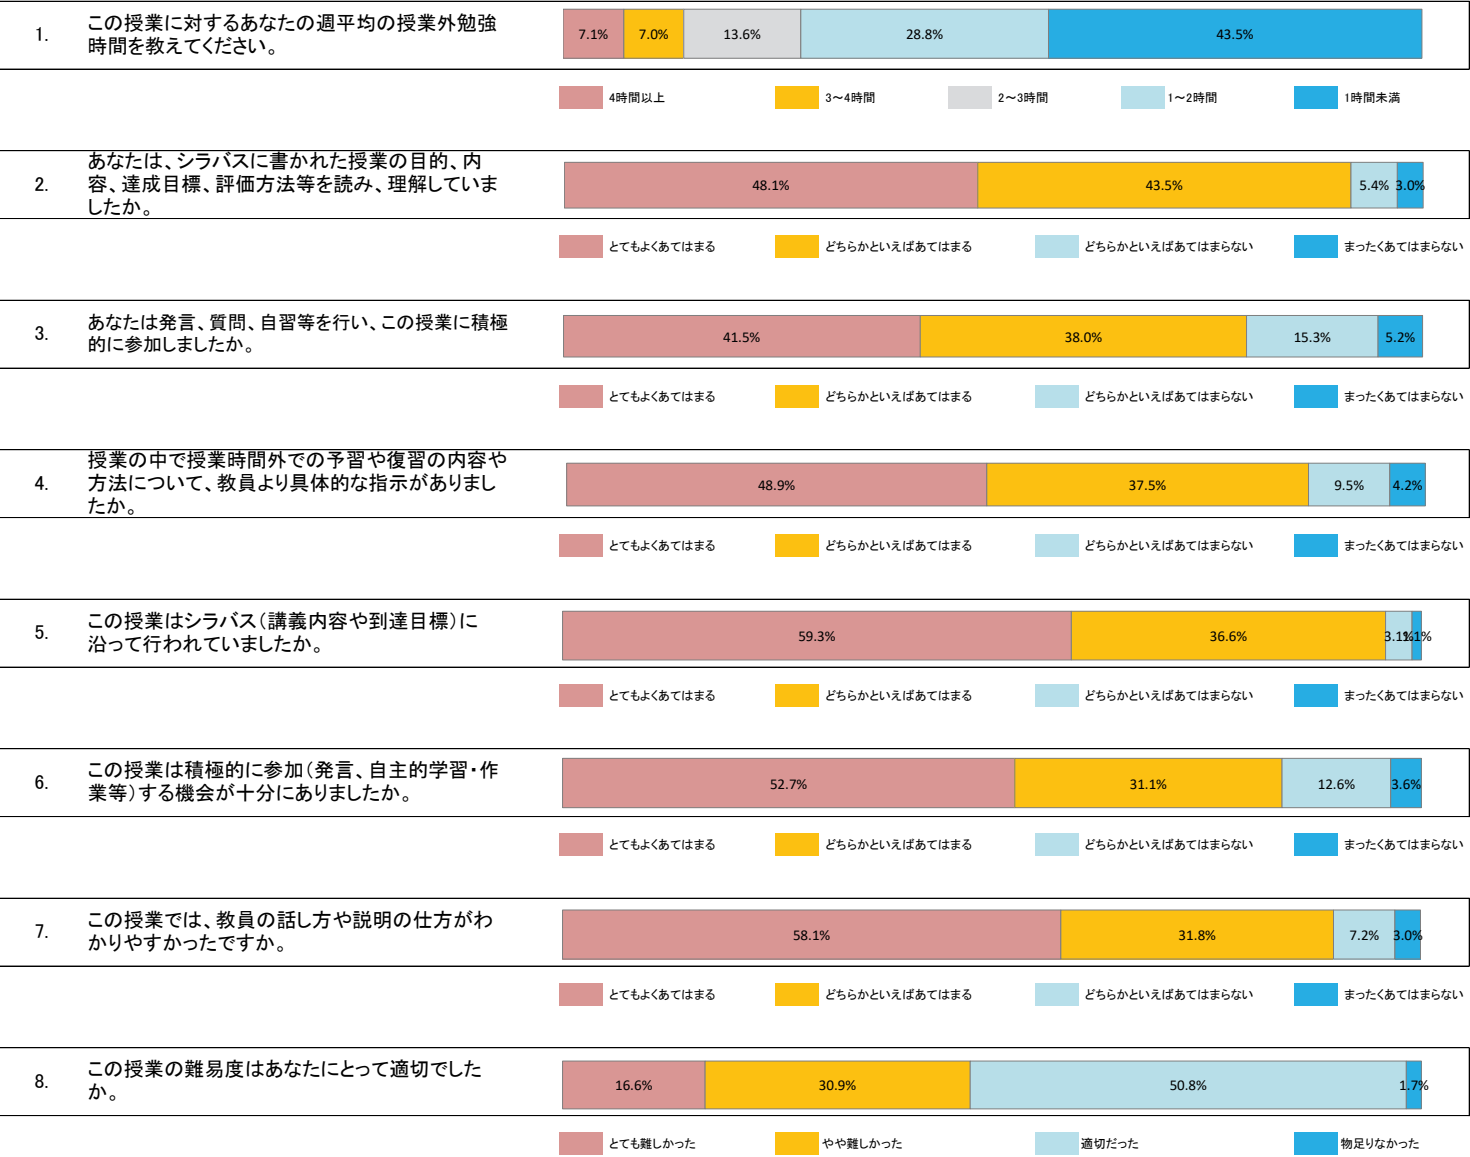 1.
この授業に対するあなたの週平均の授業外勉強
時間を教えてください。
7.1% 7.0% 13.6% 28.8% 43.5%
4時間以上 3～4時間 2～3時間 1～2時間 1時間未満
2.
あなたは、シラバスに書かれた授業の目的、内
容、達成目標、評価方法等を読み、理解していま
したか。
48.1% 43.5% 5.4% 3.0%
とてもよくあてはまる どちらかといえばあてはまる どちらかといえばあてはまらない まったくあてはまらない
3.
あなたは発言、質問、自習等を行い、この授業に積極
的に参加しましたか。
41.5% 38.0% 15.3% 5.2%
とてもよくあてはまる どちらかといえばあてはまる どちらかといえばあてはまらない まったくあてはまらない
4.
授業の中で授業時間外での予習や復習の内容や
方法について、教員より具体的な指示がありまし
たか。
48.9% 37.5% 9.5% 4.2%
とてもよくあてはまる どちらかといえばあてはまる どちらかといえばあてはまらない まったくあてはまらない
5.
この授業はシラバス（講義内容や到達目標）に
沿って行われていましたか。
59.3% 36.6% 3.1% 1.1%
とてもよくあてはまる どちらかといえばあてはまる どちらかといえばあてはまらない まったくあてはまらない
6.
この授業は積極的に参加（発言、自主的学習・作
業等）する機会が十分にありましたか。
52.7% 31.1% 12.6% 3.6%
とてもよくあてはまる どちらかといえばあてはまる どちらかといえばあてはまらない まったくあてはまらない
7.
この授業では、教員の話し方や説明の仕方がわ
かりやすかったですか。
58.1% 31.8% 7.2% 3.0%
とてもよくあてはまる どちらかといえばあてはまる どちらかといえばあてはまらない まったくあてはまらない
8.
この授業の難易度はあなたにとって適切でした
か。
16.6% 30.9% 50.8% 1.7%
とても難しかった やや難しかった 適切だった 物足りなかった